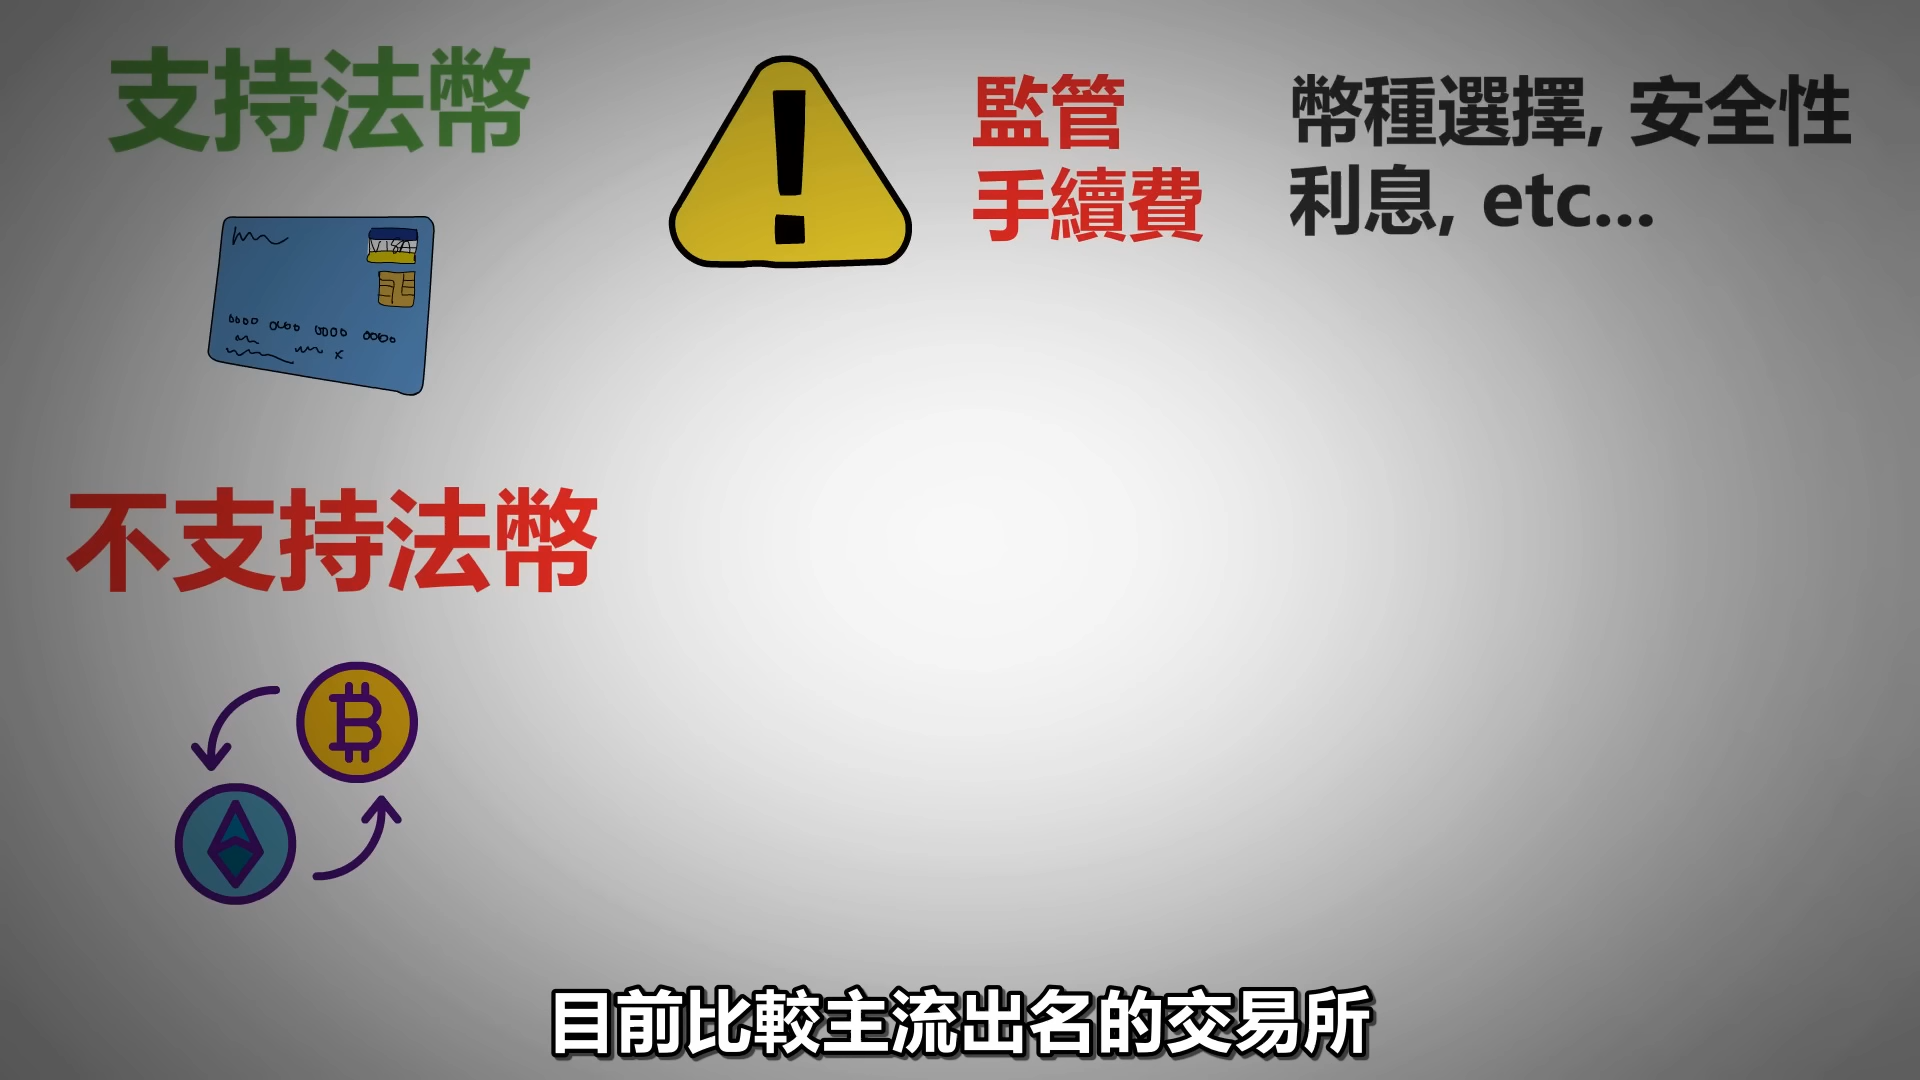 支持法幣
監管
手續費
幣種選擇, 安全性
利息, etc...
VISA
不支持法幣
目前比較主流出名的交易所